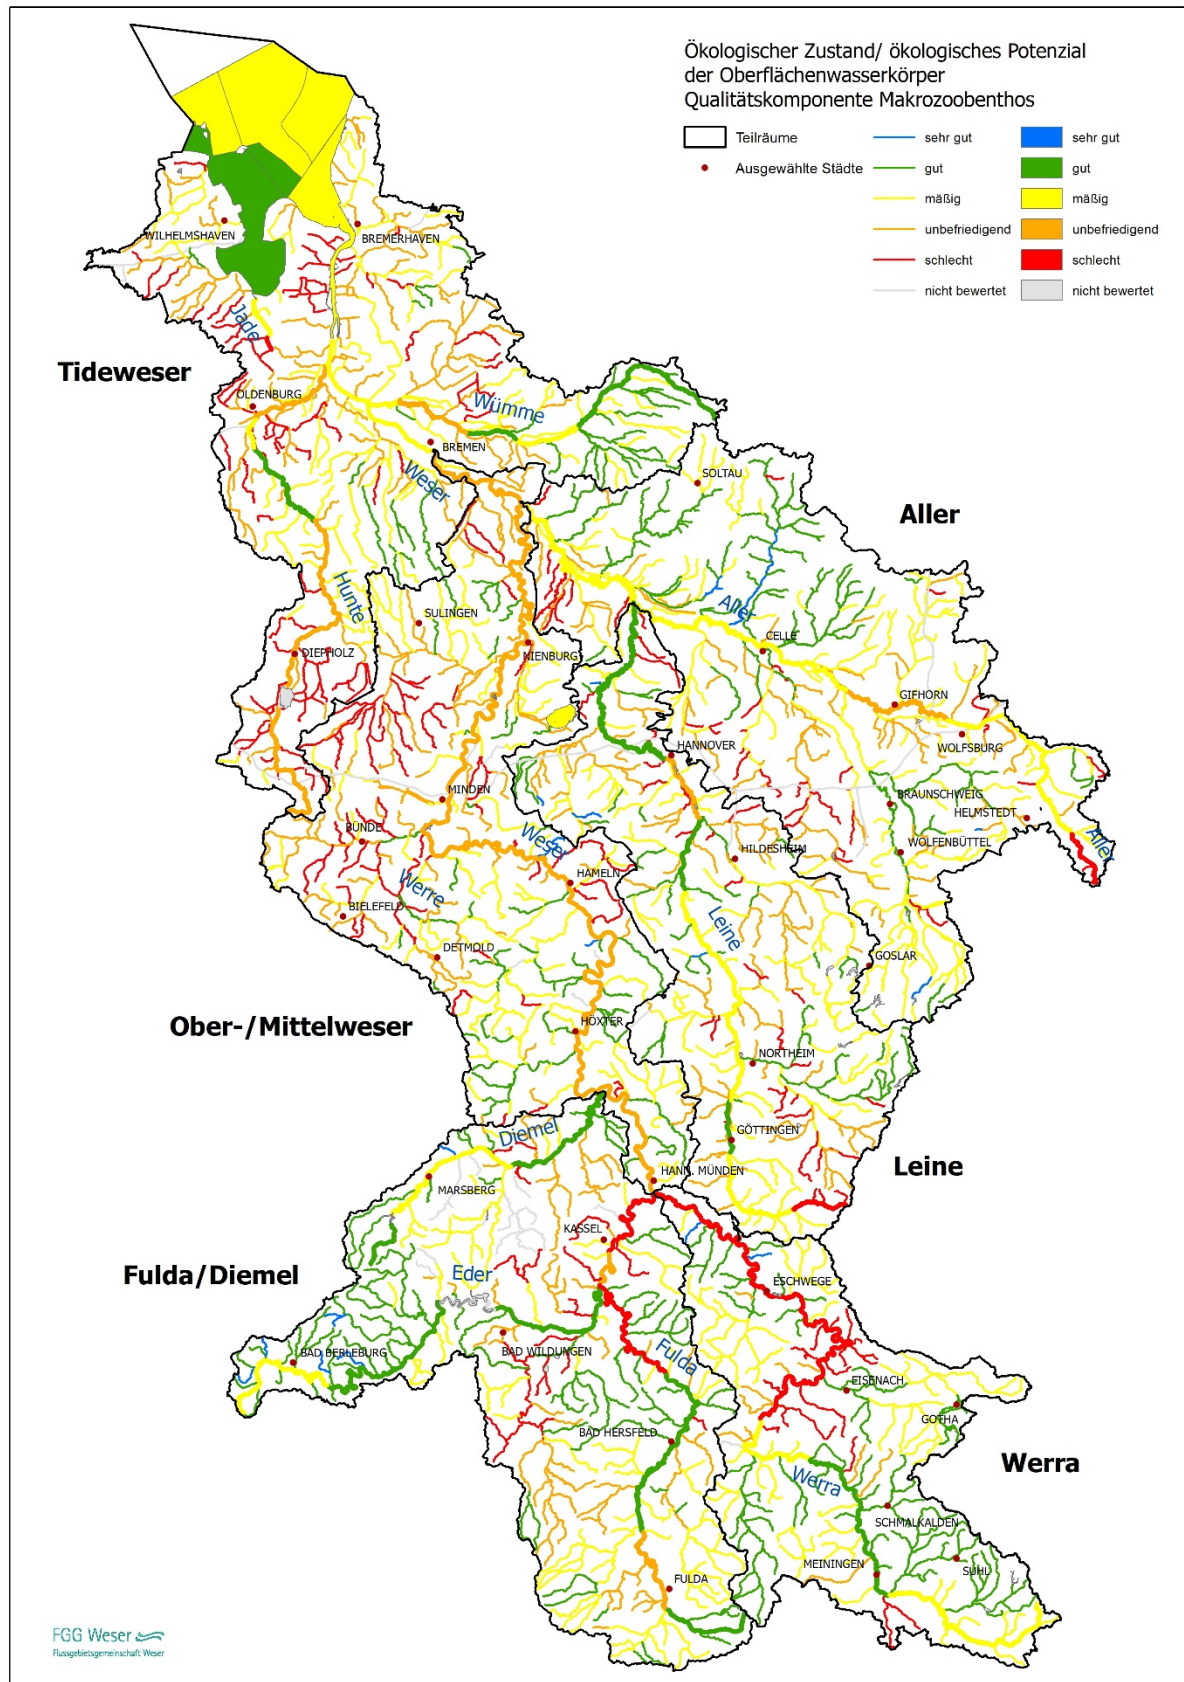 Ökologischer Zustand/ ökologisches Potenzial
der Oberflächenwasserkörper
Qualitätskomponente Makrozoobenthos
Teilräume
Ausgewählte Städte
sehr gut
gut
mäßig
unbefriedigend
schlecht
nicht bewertet
sehr gut
gut
mäßig
unbefriedigend
schlecht
nicht bewertet
WILHELMSHAVEN
BREMERHAVEN
Jade
Tideweser
OLDENBURG
Wümme
BREMEN
Weser
SOLTAU
Aller
Hunte
SULINGEN
Aller
CELLE
DIEPHOLZ
NIENBURG
GIFHORN
WOLFSBURG
HANNOVER
MINDEN
BRAUNSCHWEIG
HELMSTEDT
BÜNDE
Weser
HILDESHEIM
WOLFENBÜTTEL
Aller
Werre
HAMELN
BIELEFELD
Leine
DETMOLD
GOSLAR
Ober-/Mittelweser
HÖXTER
NORTHEIM
Diemel
GÖTTINGEN
Leine
MARSBERG
HANN. MÜNDEN
KASSEL
Fulda/Diemel
Eder
ESCHWEGE
BAD BERLEBURG
BAD WILDUNGEN
Fulda
EISENACH
GOTHA
BAD HERSFELD
Werra
Werra
SCHMALKALDEN
MEININGEN
SUHL
FULDA
FGG Weser
Flussgebietsgemeinschaft Weser